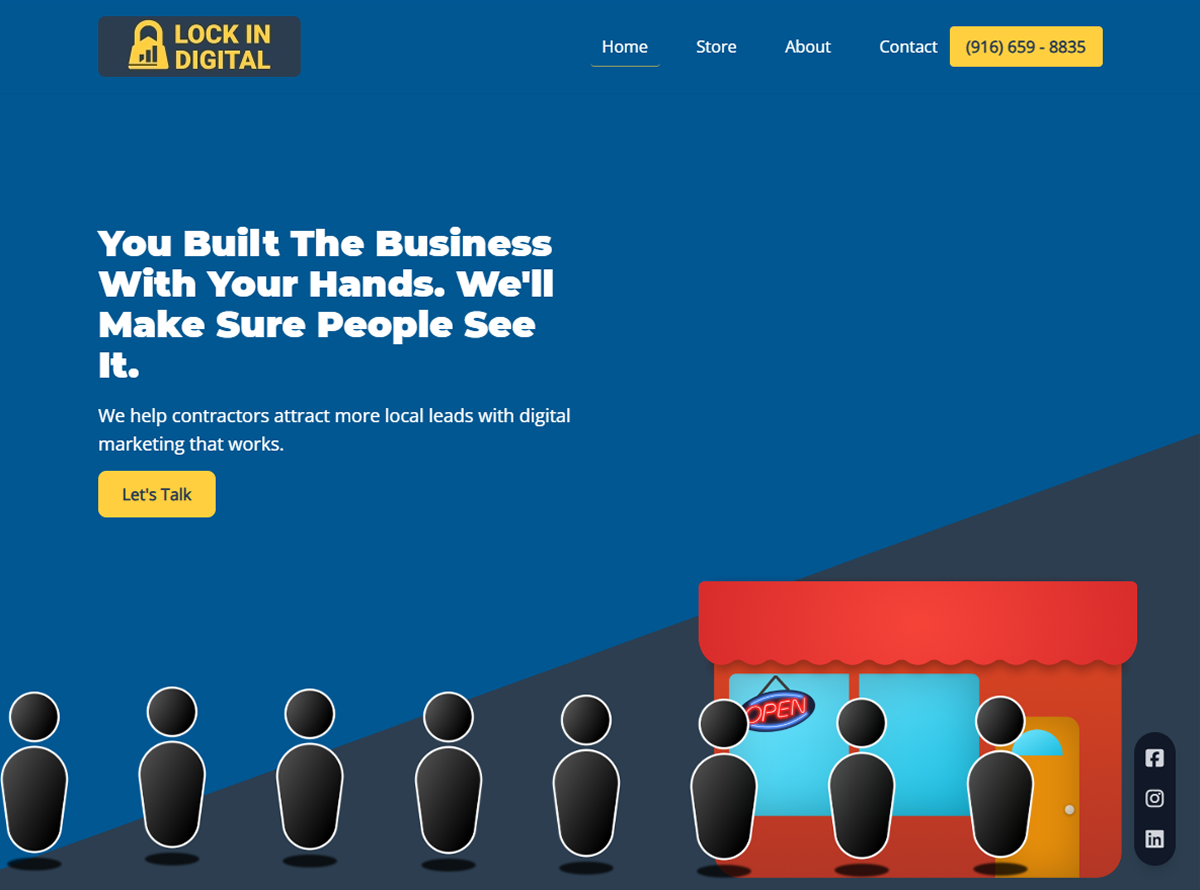 LOCK IN
DIGITAL
Home Store About Contact (916) 659 - 8835
You Built The Business
With Your Hands. We'll
Make Sure People See
It.
We help contractors attract more local leads with digital
marketing that works.
Let's Talk
OPEN